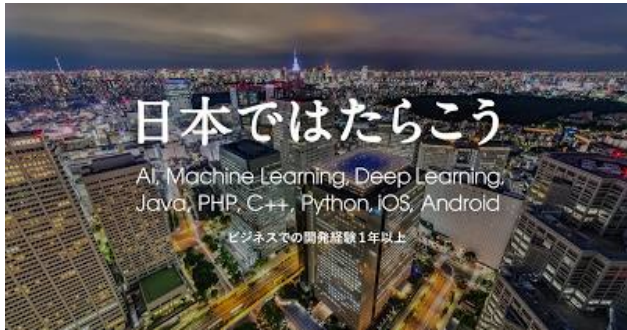 日本ではたらこう
AI, Machine Learning, Deep Learning,
Java, PHP, C++, Python, iOS, Android
ビジネスでの開発経験1年以上